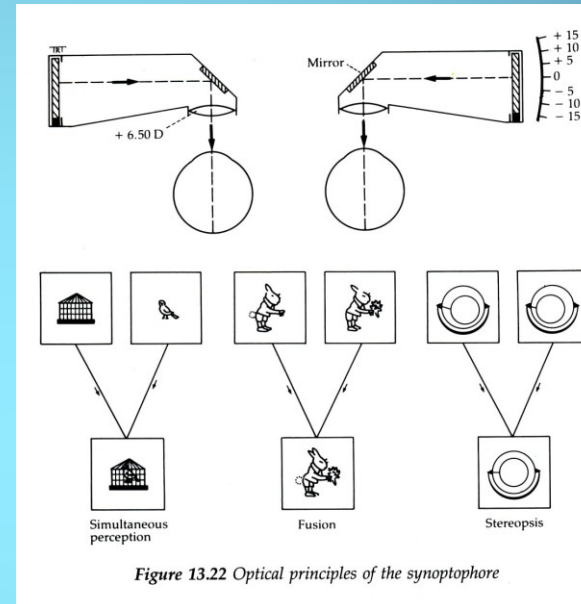 Mirror
+ 15
+ 10
+ 5
0
− 5
− 10
− 15
+ 6.50 D
Simultaneous
perception
Fusion
Stereopsis
Figure 13.22 Optical principles of the synoptophore